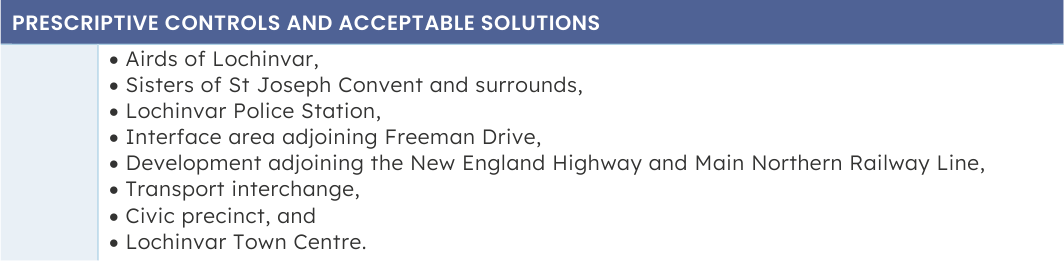 PRESCRIPTIVE CONTROLS AND ACCEPTABLE SOLUTIONS
• Airds of Lochinvar,
• Sisters of St Joseph Convent and surrounds,
• Lochinvar Police Station,
• Interface area adjoining Freeman Drive,
• Development adjoining the New England Highway and Main Northern Railway Line,
• Transport interchange,
• Civic precinct, and
• Lochinvar Town Centre.